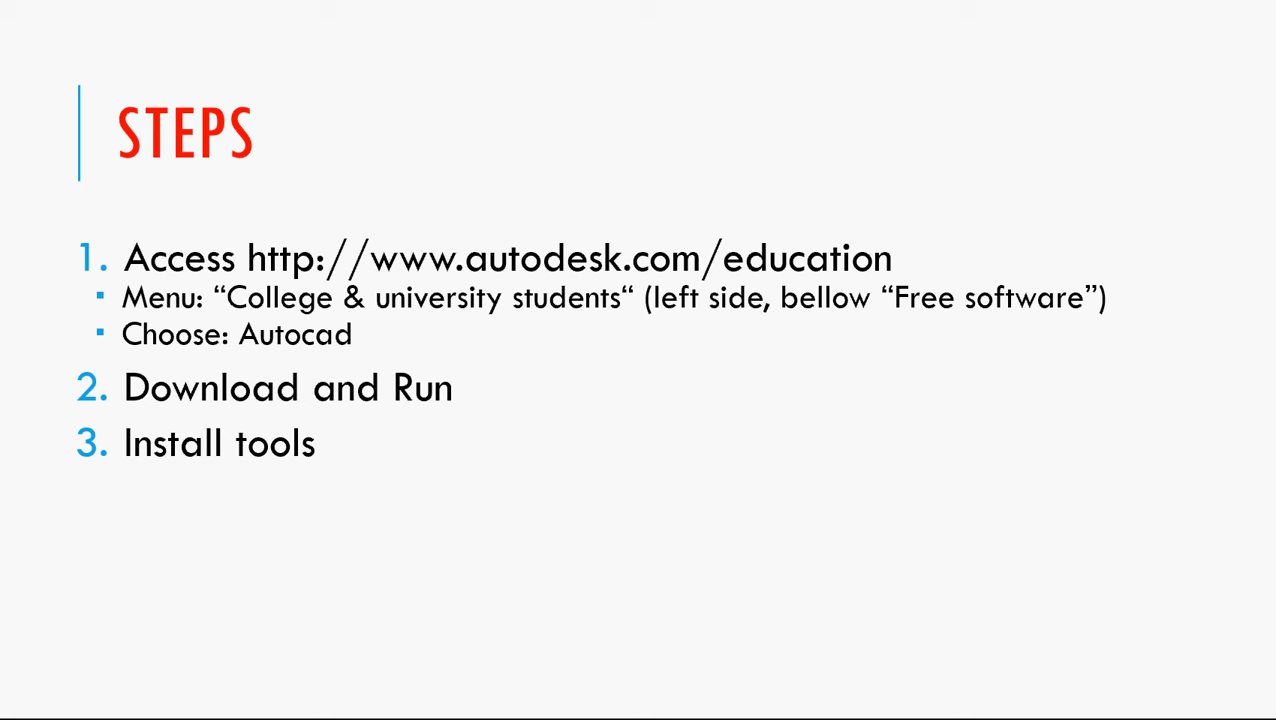 STEPS
1. Access http://www.autodesk.com/education
▪ Menu: “College & university students“ (left side, bellow “Free software”)
▪ Choose: Autocad
2. Download and Run
3. Install tools